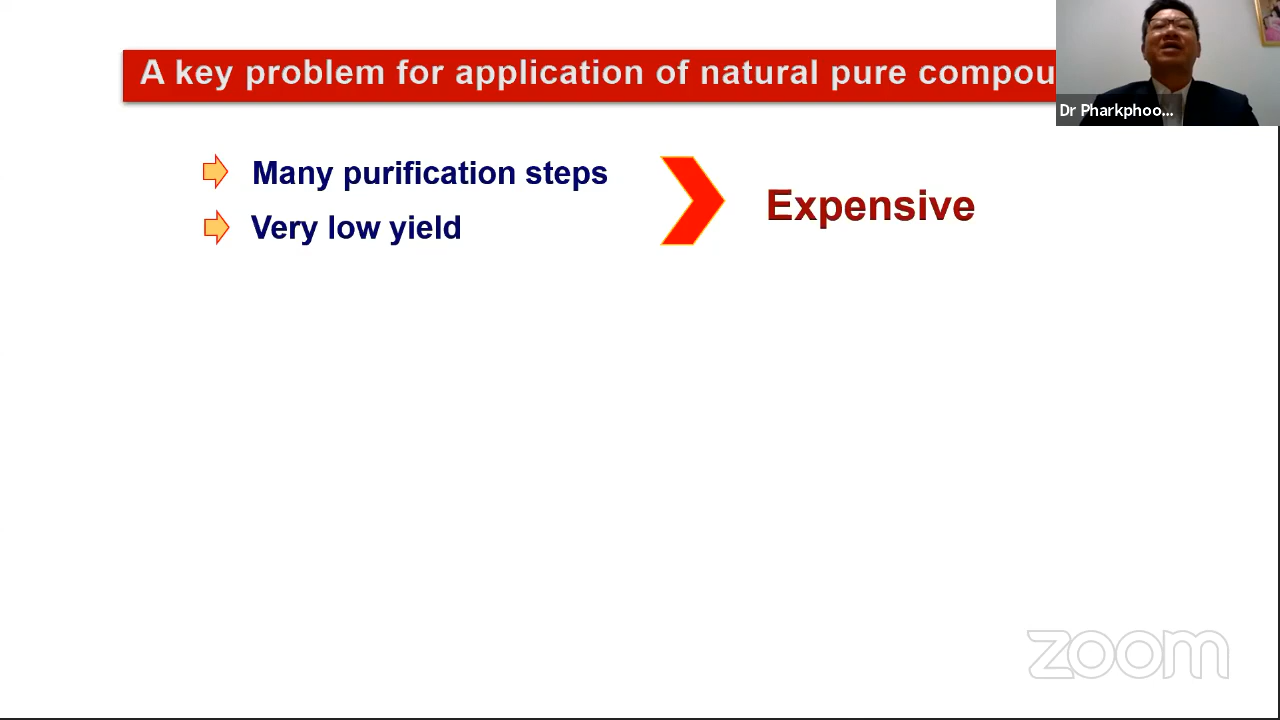 A key problem for application of natural pure compou
Dr Pharkphoo...
Many purification steps
Very low yield
Expensive
zoom